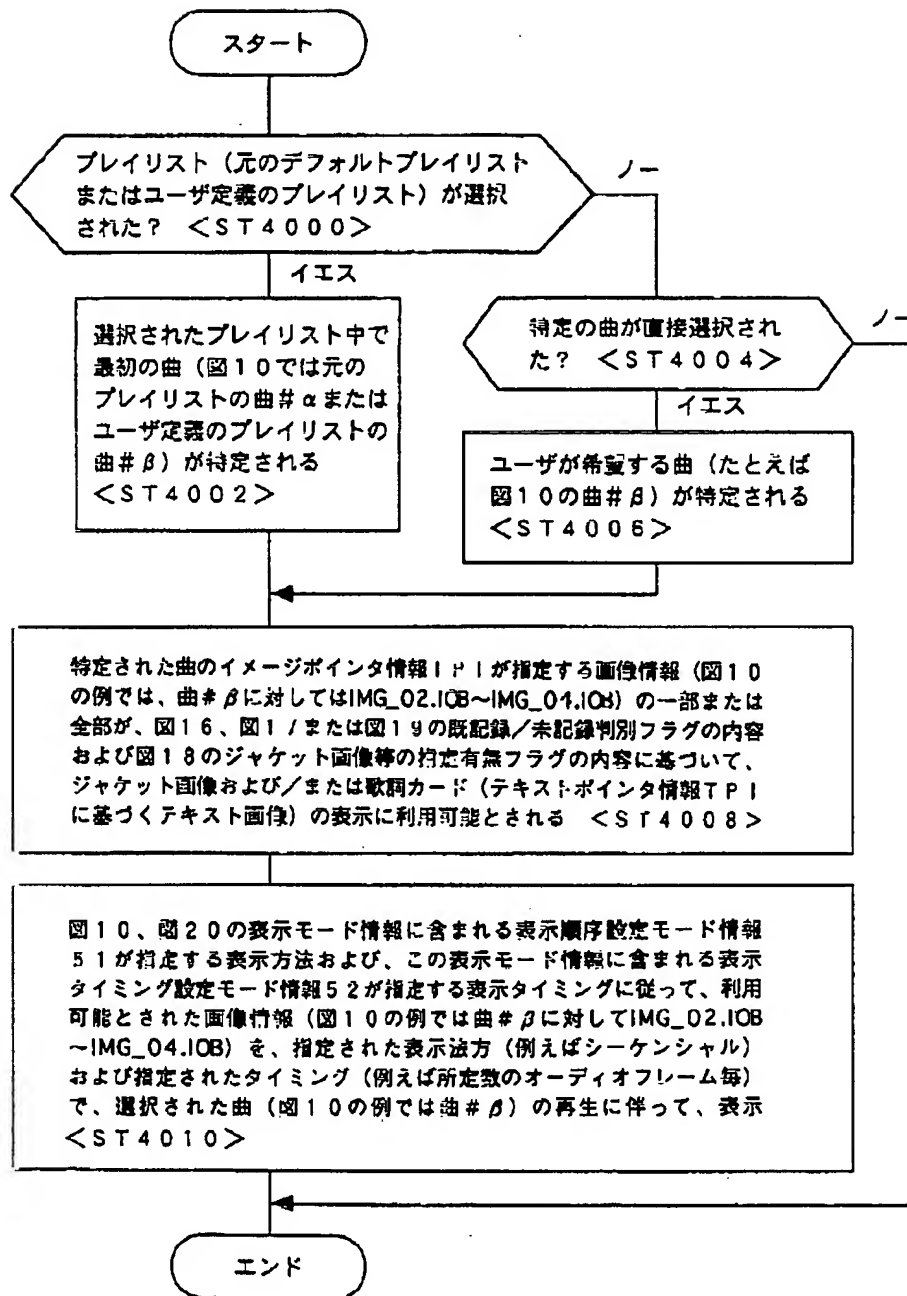 スタート
プレイリスト（元のデフォルトプレイリスト
またはユーザ定義のプレイリスト）が選択
された？ ＜ＳＴ４０００＞
ノー
イエス
選択されたプレイリスト中で
最初の曲（図１０では元の
プレイリストの曲＃αまたは
ユーザ定義のプレイリストの
曲＃β）が特定される
＜ＳＴ４００２＞
特定の曲が直接選択され
た？ ＜ＳＴ４００４＞
ノー
イエス
ユーザが希望する曲（たとえば
図１０の曲＃β）が特定される
＜ＳＴ４００６＞
特定された曲のイメージポインタ情報ＩＰＩが指定する画像情報（図１０
の例では、曲＃βに対してはIMG_02.IOB～IMG_04.IOB）の一部または
全部が、図１６、図１７または図１９の既記録／未記録判別フラグの内容
および図１８のジャケット画像等の指定有無フラグの内容に基づいて、
ジャケット画像および／または歌詞カード（テキストポインタ情報ＴＰＩ
に基づくテキスト画像）の表示に利用可能とされる ＜ＳＴ４００８＞
図１０、図２０の表示モード情報に含まれる表示順序設定モード情報
５１が指定する表示方法および、この表示モード情報に含まれる表示
タイミング設定モード情報５２が指定する表示タイミングに従って、利用
可能とされた画像情報（図１０の例では曲＃βに対してIMG_02.IOB
～IMG_04.IOB）を、指定された表示法方（例えばシーケンシャル）
および指定されたタイミング（例えば所定数のオーディオフレーム毎）
で、選択された曲（図１０の例では曲＃β）の再生に伴って、表示
＜ＳＴ４０１０＞
エンド